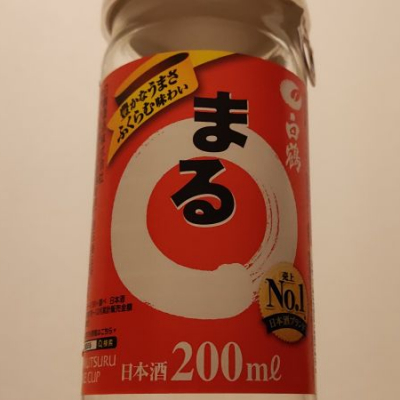 豊かなうまさ
ふくらむ味わい
白鶴
まる
売上
No.1
日本酒ブランド
日本酒 200ml
CUP